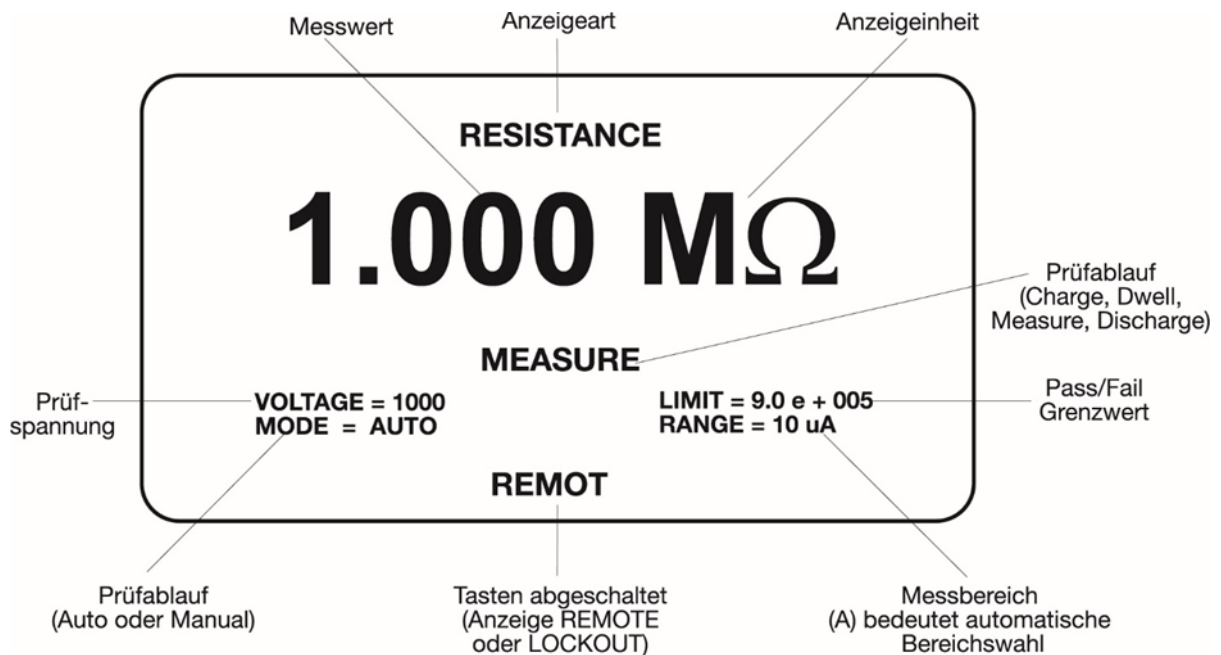 Messwert
Anzeigeart
Anzeigeinheit
RESISTANCE
1.000 MΩ
Prüfablauf
(Charge, Dwell,
Measure, Discharge)
MEASURE
Prüf-
spannung
VOLTAGE = 1000
MODE = AUTO
LIMIT = 9.0 e + 005
RANGE = 10 uA
Pass/Fail
Grenzwert
REMOT
Prüfablauf
(Auto oder Manual)
Tasten abgeschaltet
(Anzeige REMOTE
oder LOCKOUT)
Messbereich
(A) bedeutet automatische
Bereichswahl